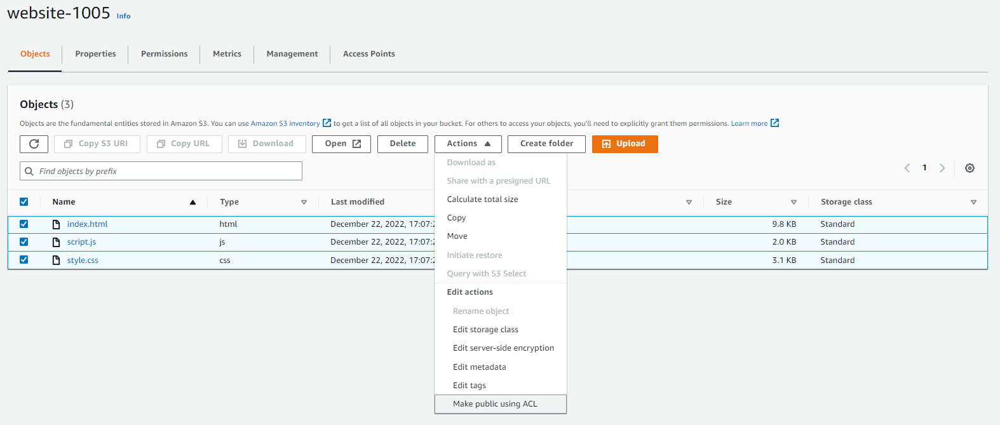 website-1005 Info
Objects Properties Permissions Metrics Management Access Points
Objects (3)
Objects are the fundamental entities stored in Amazon S3. You can use Amazon S3 inventory to get a list of all objects in your bucket. For others to access your objects, you'll need to explicitly grant them permissions. Learn more
Copy S3 URI Copy URL Download Open Delete Actions Create folder Upload
Find objects by prefix
1
Name Type Last modified Size Storage class
index.html html December 22, 2022, 17:07:2 9.8 KB Standard
script.js js December 22, 2022, 17:07:2 2.0 KB Standard
style.css css December 22, 2022, 17:07:2 3.1 KB Standard
Download as
Share with a presigned URL
Calculate total size
Copy
Move
Initiate restore
Query with S3 Select
Edit actions
Rename object
Edit storage class
Edit server-side encryption
Edit metadata
Edit tags
Make public using ACL